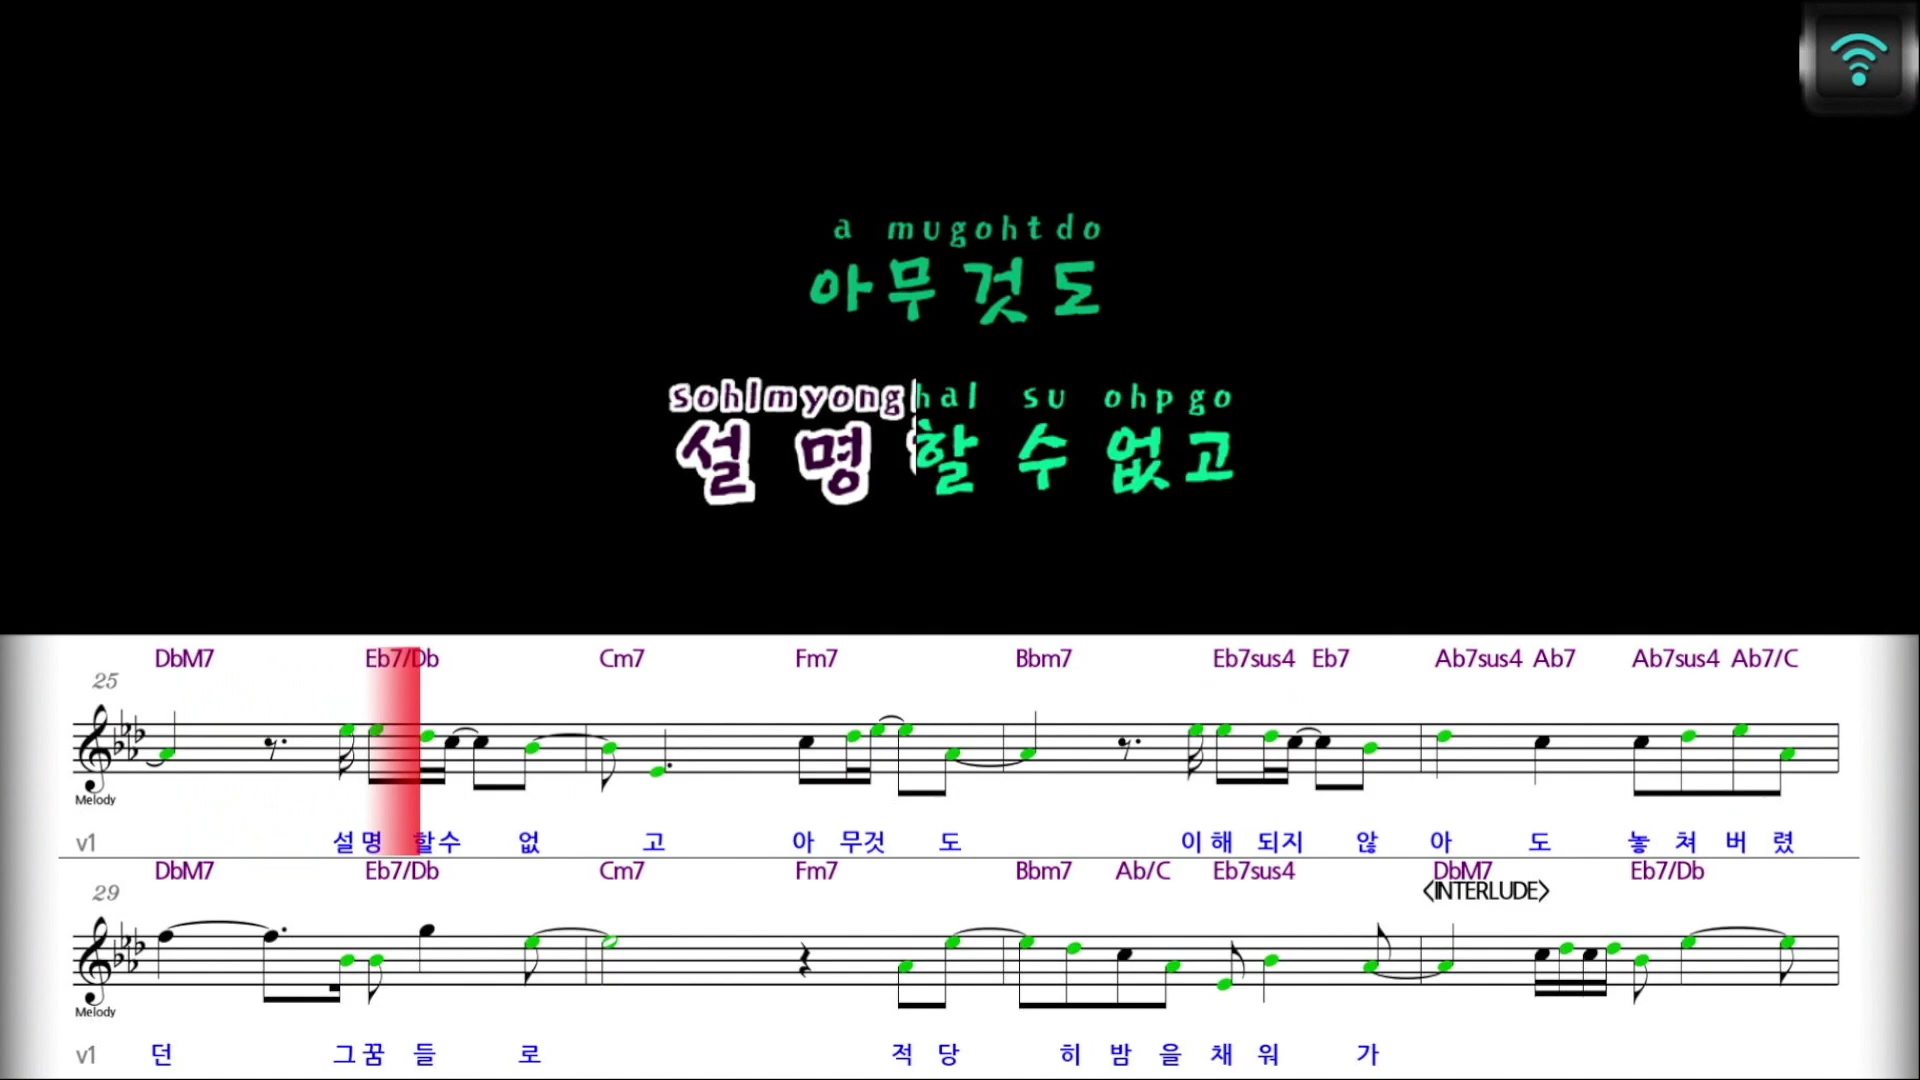 a mugohtdo
아무것도
sohlmyong hal su ohpgo
설명할 수 없고
DbM7 Eb7/Db Cm7 Fm7 Bbm7 Eb7sus4 Eb7 Ab7sus4 Ab7 Ab7sus4 Ab7/C
25
Melody
v1 설명 할수 없 고 아 무것 도 이해 되지 않 아 도 놓 쳐 버 렸
DbM7 Eb7/Db Cm7 Fm7 Bbm7 Ab/C Eb7sus4 DbM7 Eb7/Db
29 <INTERLUDE>
Melody
v1 던 그꿈 들 로 적 당 히 밤 을 채 워 가